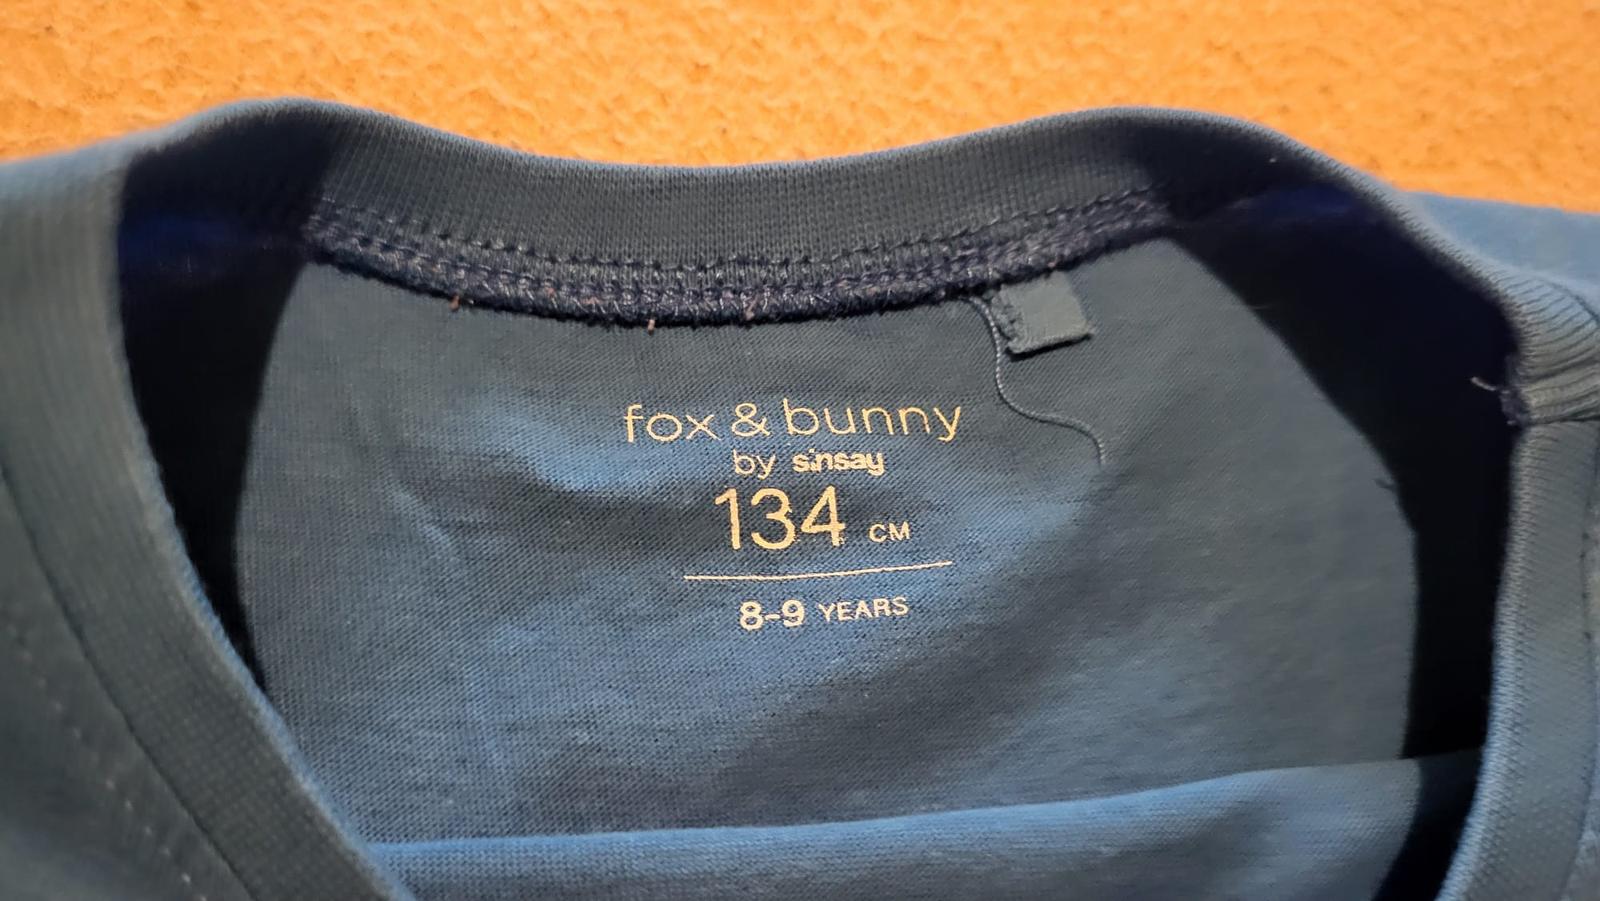 fox & bunny
by sinsay
134 CM
8-9 YEARS